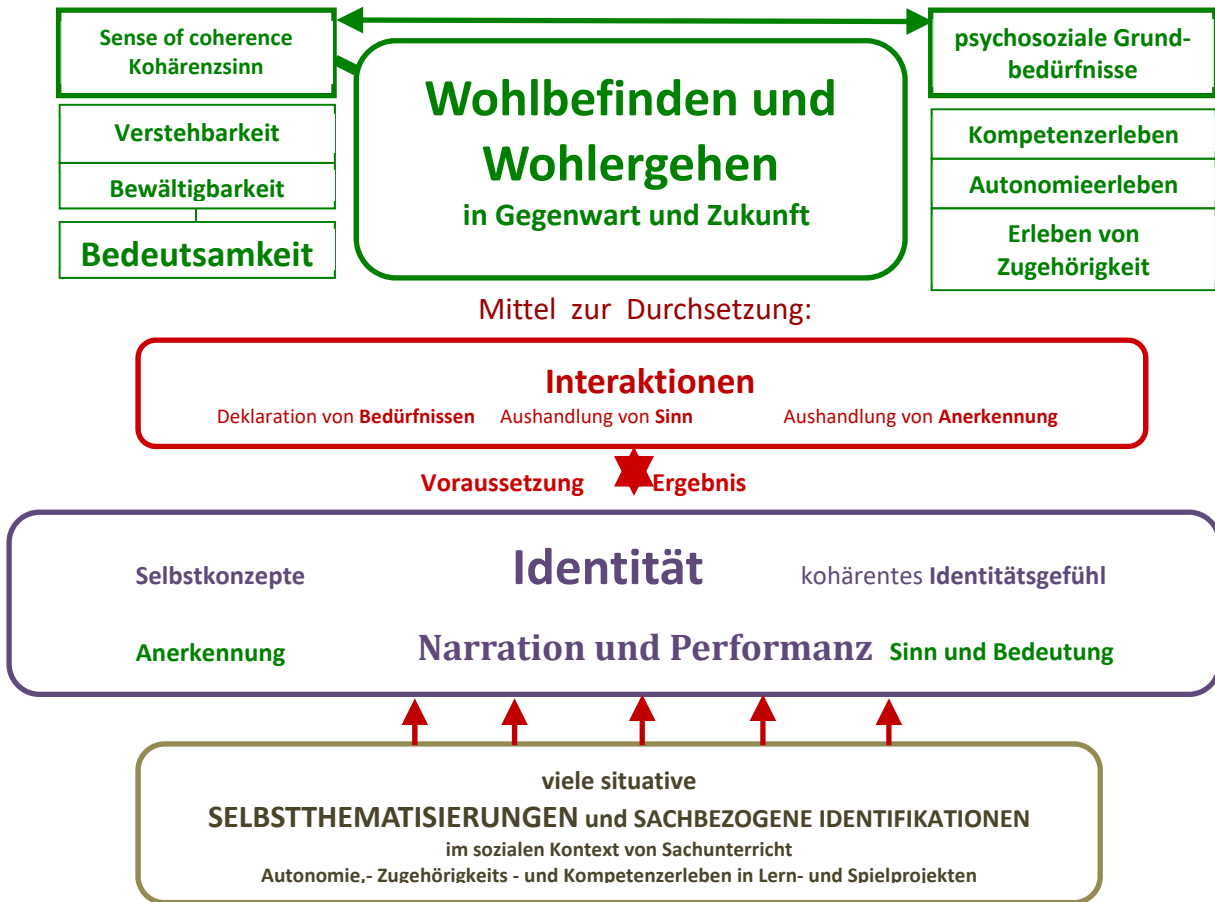 Sense of coherence
Kohärenzsinn
Verstehbarkeit
Bewältigbarkeit
Bedeutsamkeit
Wohlbefinden und
Wohlergehen
in Gegenwart und Zukunft
psychosoziale Grund-
bedürfnisse
Kompetenzerleben
Autonomieerleben
Erleben von
Zugehörigkeit
Mittel zur Durchsetzung:
Interaktionen
Deklaration von Bedürfnissen Aushandlung von Sinn Aushandlung von Anerkennung
Voraussetzung Ergebnis
Selbstkonzepte Identität kohärentes Identitätsgefühl
Anerkennung Narration und Performanz Sinn und Bedeutung
viele situative
SELBSTTHEMATISIERUNGEN und SACHBEZOGENE IDENTIFIKATIONEN
im sozialen Kontext von Sachunterricht
Autonomie,- Zugehörigkeits - und Kompetenzerleben in Lern- und Spielprojekten